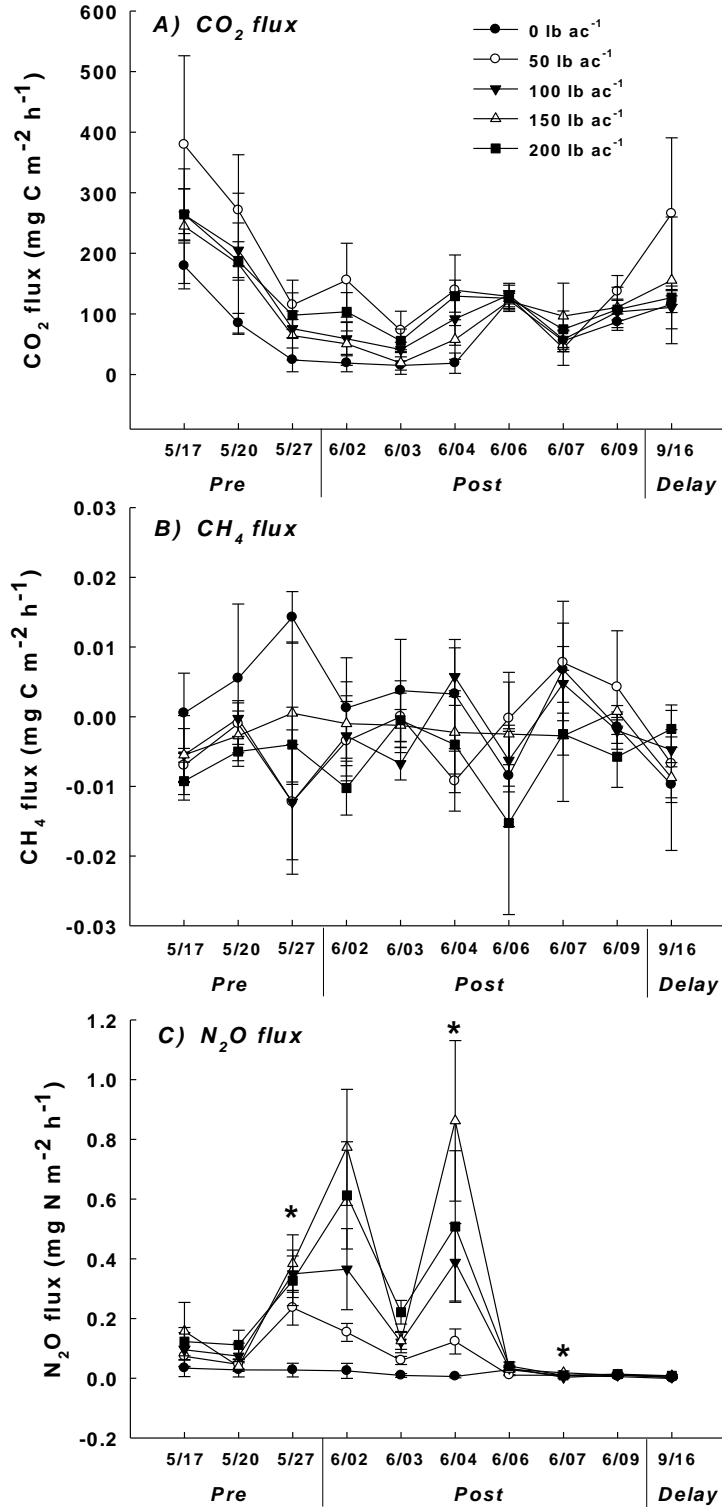 A) CO₂ flux
0 lb ac⁻¹
50 lb ac⁻¹
100 lb ac⁻¹
150 lb ac⁻¹
200 lb ac⁻¹
CO₂ flux (mg C m⁻² h⁻¹)
700
600
500
400
300
200
100
0
5/17 5/20 5/27 6/02 6/03 6/04 6/06 6/07 6/09 9/16
Pre Post Delay
B) CH₄ flux
CH₄ flux (mg C m⁻² h⁻¹)
0.03
0.02
0.01
0.00
-0.01
-0.02
-0.03
5/17 5/20 5/27 6/02 6/03 6/04 6/06 6/07 6/09 9/16
Pre Post Delay
C) N₂O flux
N₂O flux (mg N m⁻² h⁻¹)
1.2
1.0
0.8
0.6
0.4
0.2
0.0
-0.2
*
*
*
5/17 5/20 5/27 6/02 6/03 6/04 6/06 6/07 6/09 9/16
Pre Post Delay